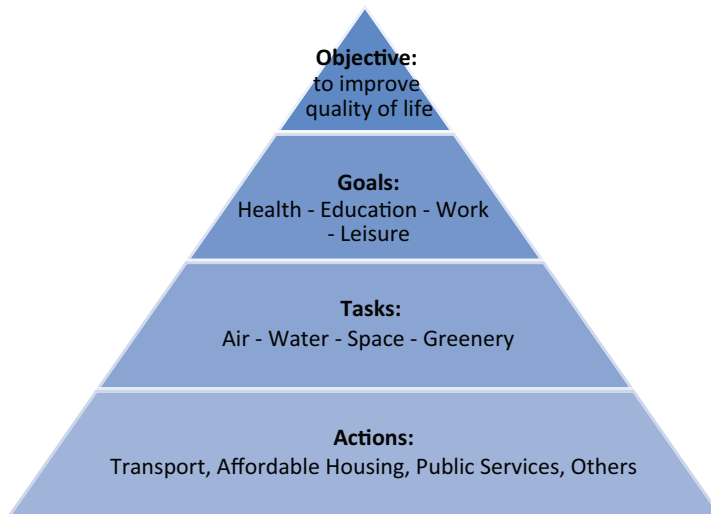 Objective:
to improve
quality of life
Goals:
Health - Education - Work
- Leisure
Tasks:
Air - Water - Space - Greenery
Actions:
Transport, Affordable Housing, Public Services, Others